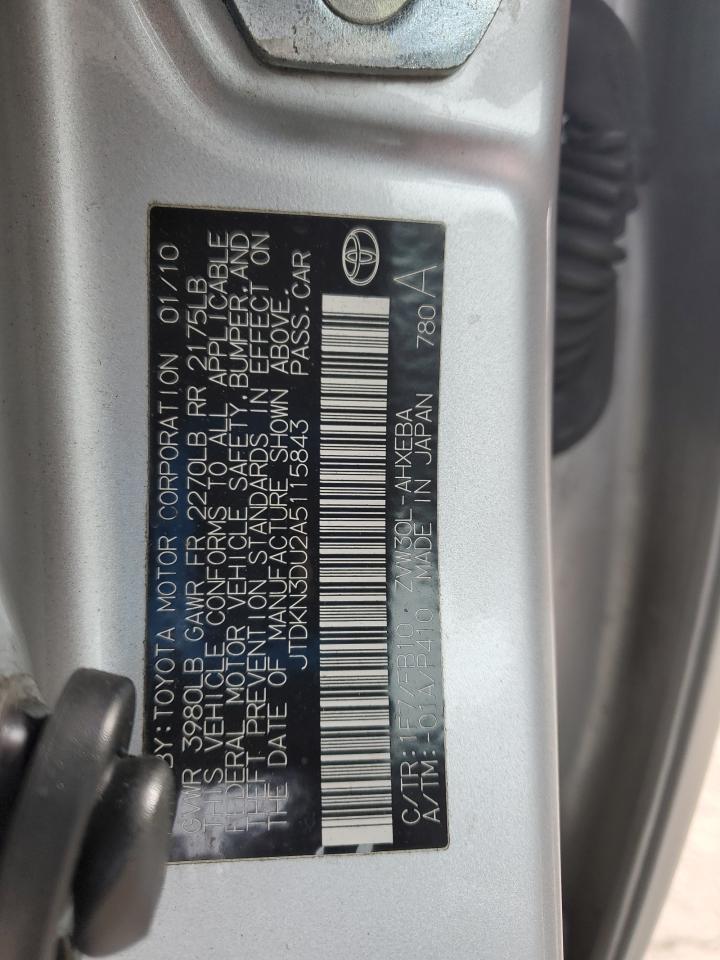 BY: TOYOTA MOTOR CORPORATION 01/10
GVWR 3980LB GAWR FR 2270LB RR 2175LB
THIS VEHICLE CONFORMS TO ALL APPLICABLE
FEDERAL MOTOR VEHICLE SAFETY, BUMPER, AND
THEFT PREVENTION STANDARDS IN EFFECT ON
THE DATE OF MANUFACTURE SHOWN ABOVE.
JTDKN3DU2A5115843 PASS. CAR
C/TR: 1F7/FB10 ZVW30L-AHXEBA
A/TM: -01A/P410 MADE IN JAPAN 780 A